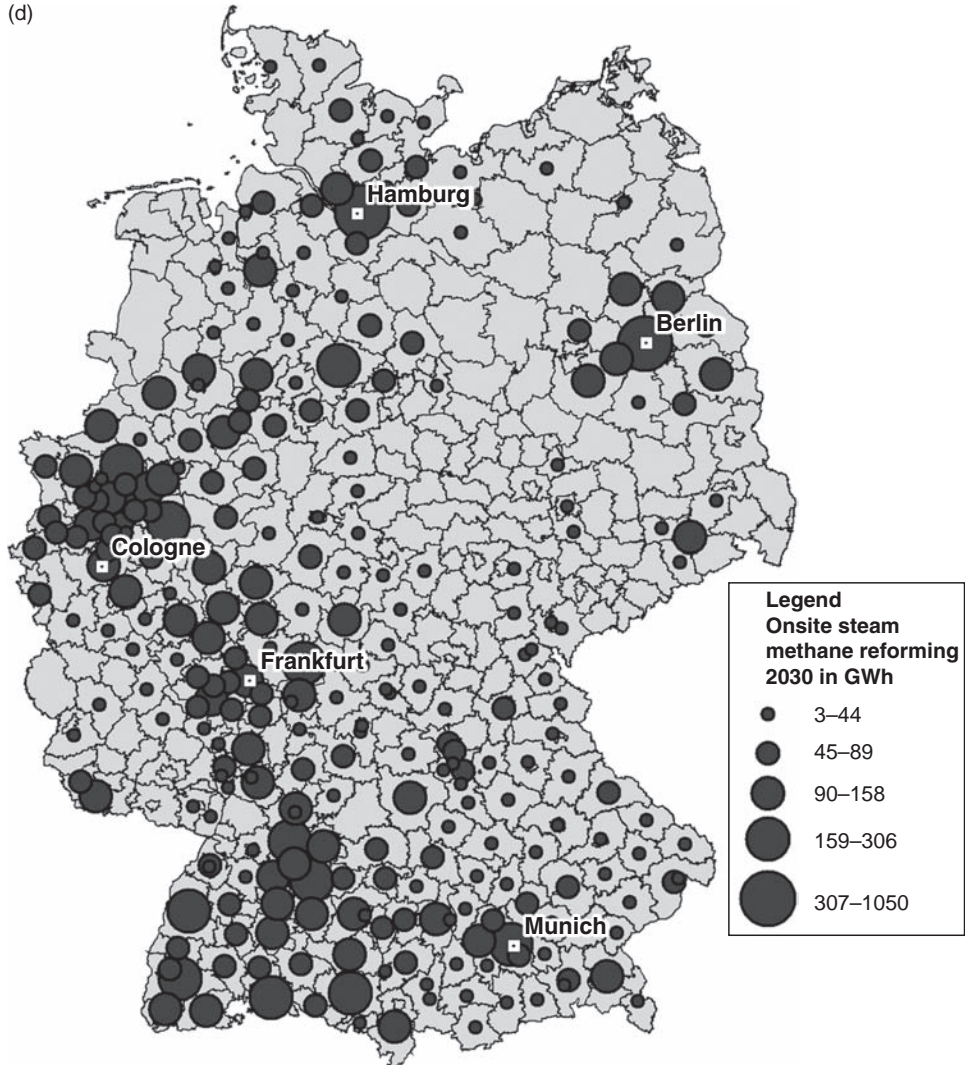 (d)
Hamburg
Berlin
Cologne
Frankfurt
Munich
Legend
Onsite steam
methane reforming
2030 in GWh
3–44
45–89
90–158
159–306
307–1050